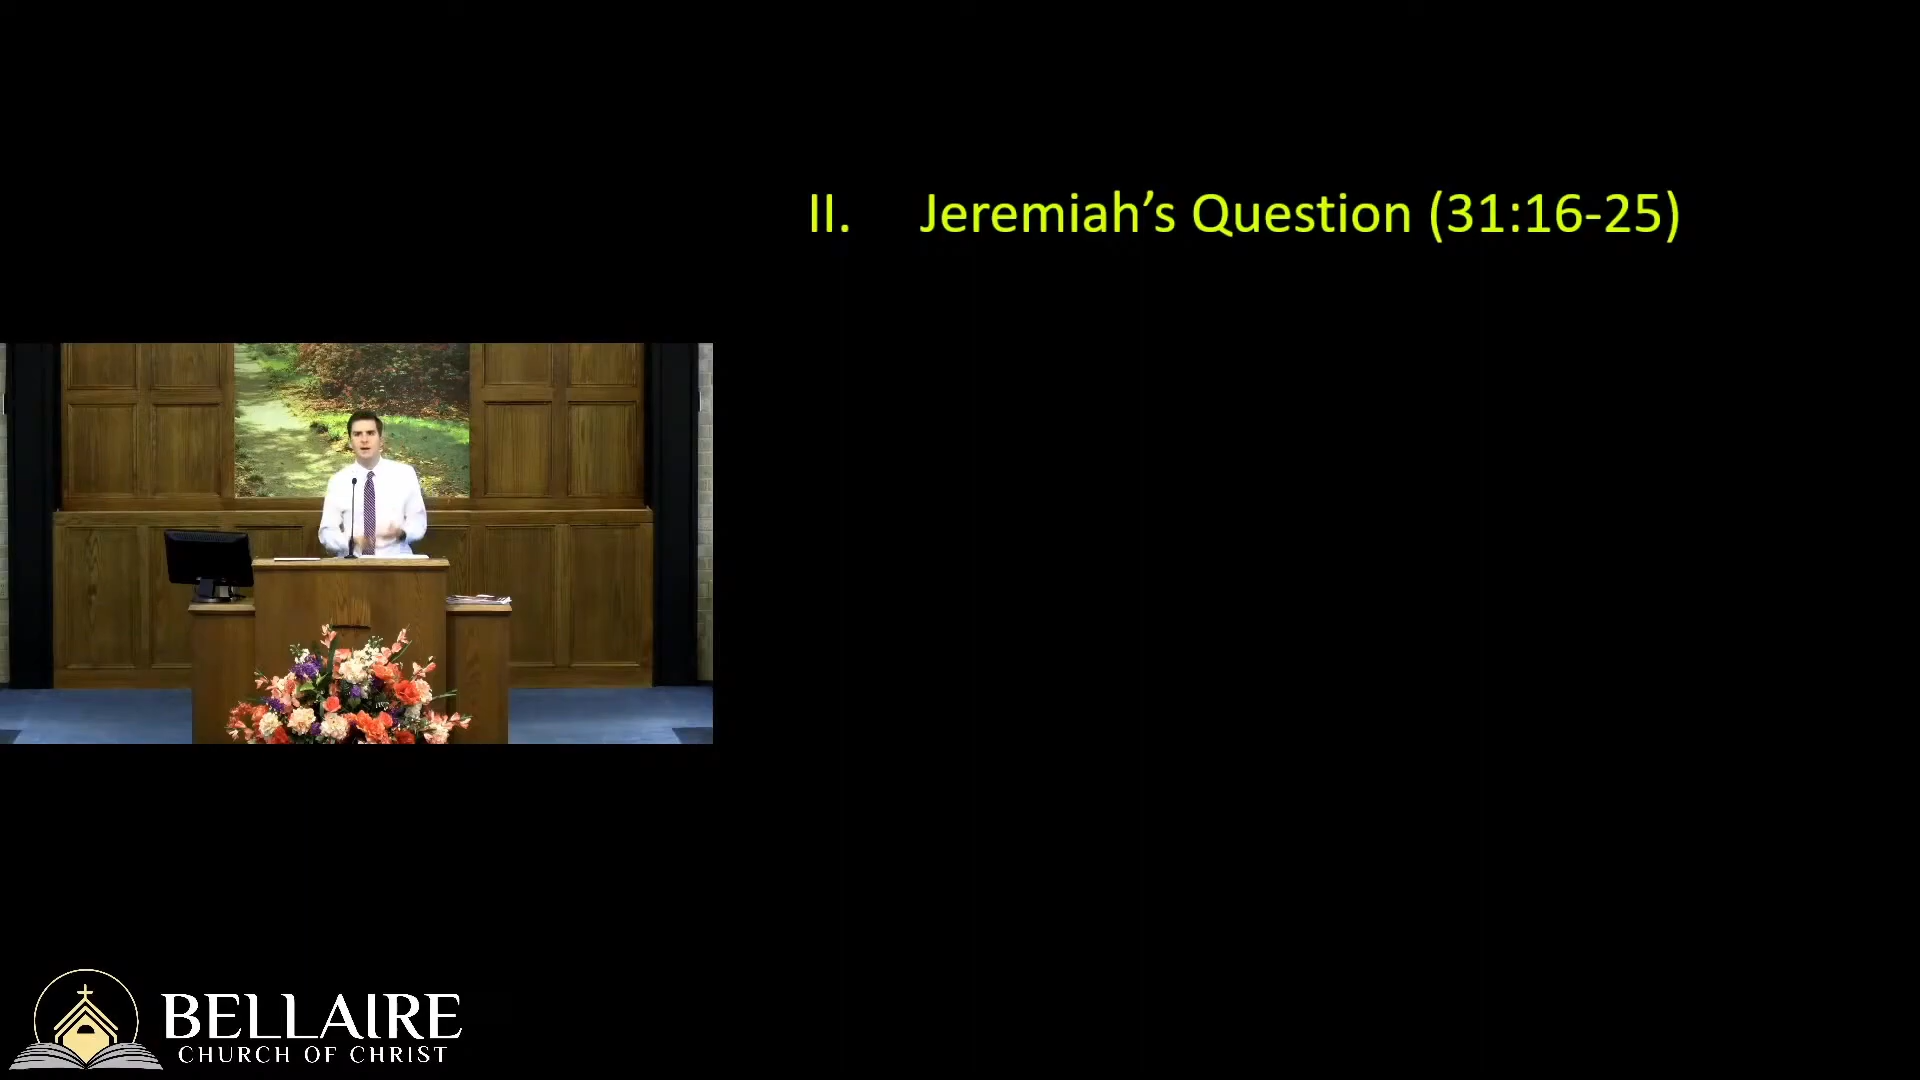 II. Jeremiah’s Question (31:16-25)
BELLAIRE
CHURCH OF CHRIST